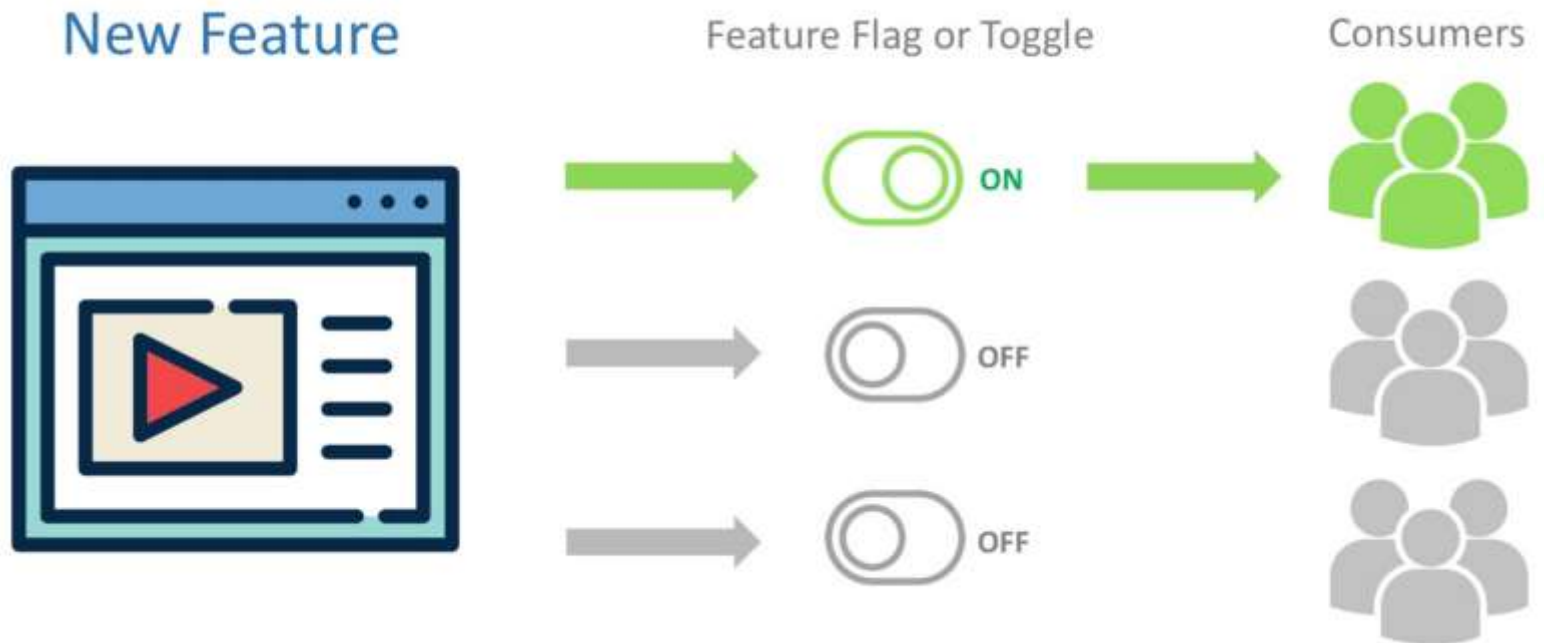 New Feature
Feature Flag or Toggle
Consumers
ON
OFF
OFF